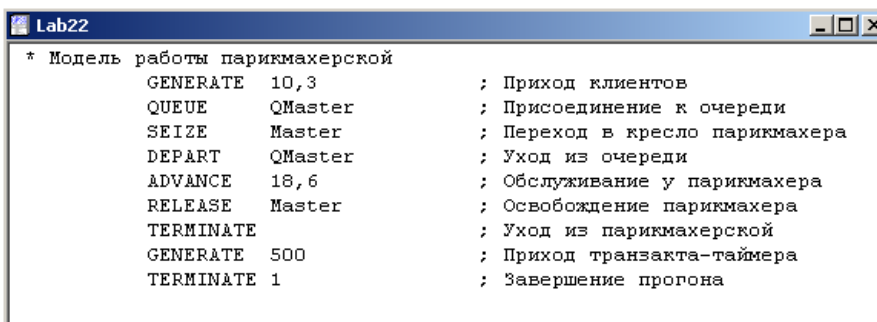 Lab22
* Модель работы парикмахерской
GENERATE 10,3 ; Приход клиентов
QUEUE QMaster ; Присоединение к очереди
SEIZE Master ; Переход в кресло парикмахера
DEPART QMaster ; Уход из очереди
ADVANCE 18,6 ; Обслуживание у парикмахера
RELEASE Master ; Освобождение парикмахера
TERMINATE ; Уход из парикмахерской
GENERATE 500 ; Приход транзакта-таймера
TERMINATE 1 ; Завершение прогона